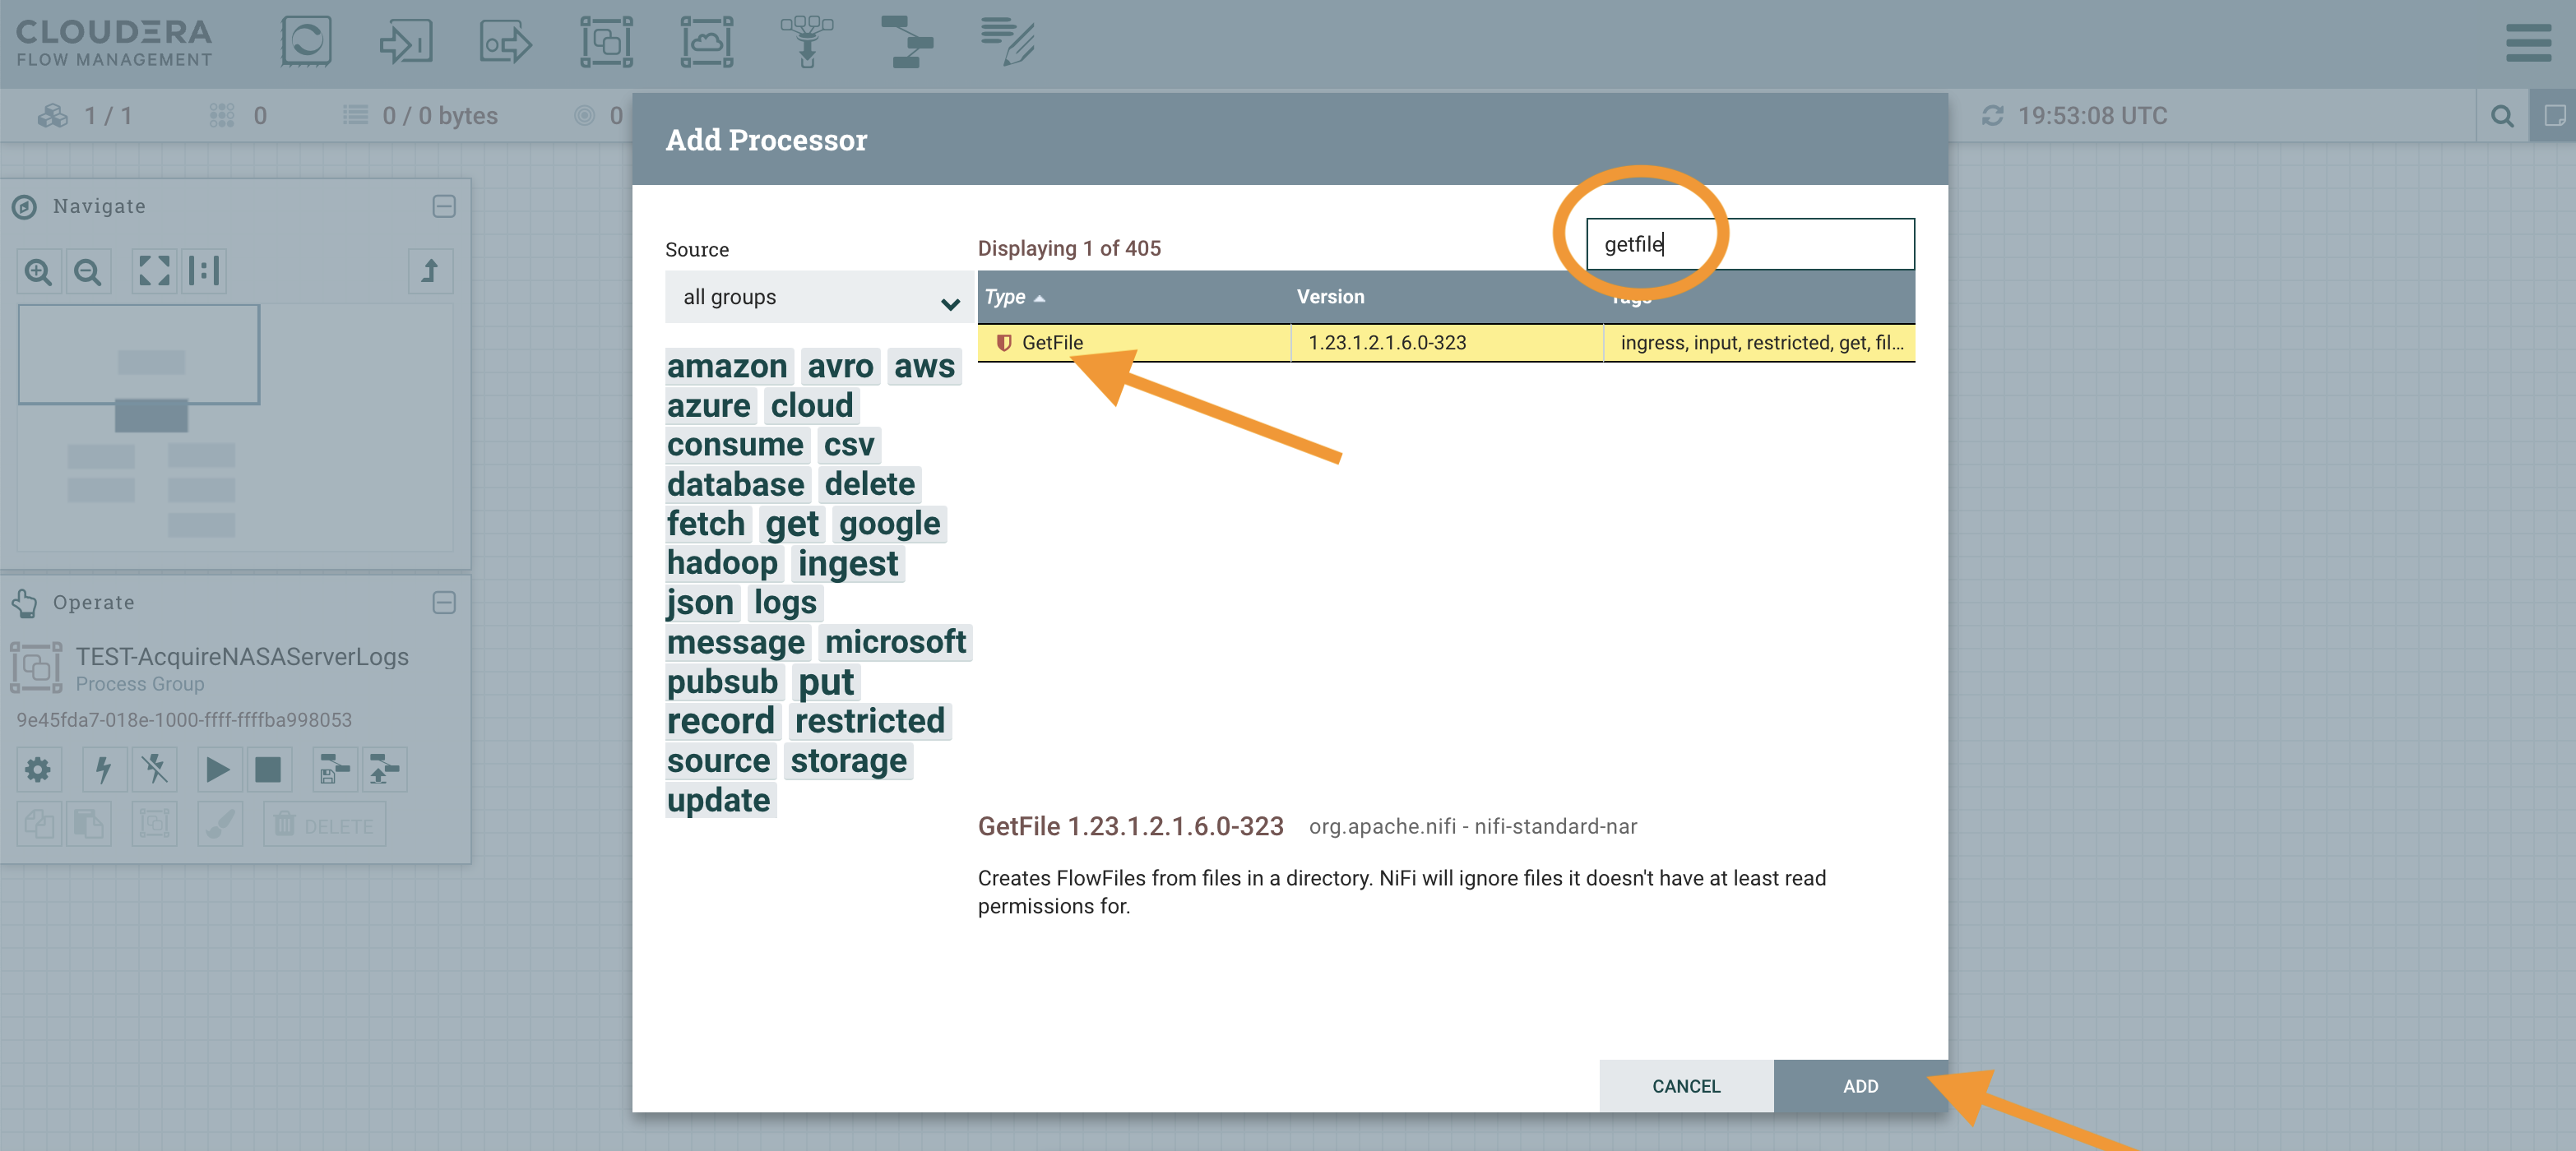 CLOUDERA
FLOW MANAGEMENT
1 / 1
0
0 / 0 bytes
0
19:53:08 UTC
Navigate
Operate
TEST-AcquireNASAServerLogs
Process Group
9e45fda7-018e-1000-ffff-ffffba998053
DELETE
Add Processor
Source
all groups
amazon avro aws
azure cloud
consume csv
database delete
fetch get google
hadoop ingest
json logs
message microsoft
pubsub put
record restricted
source storage
update
Displaying 1 of 405
getfile
Type Version Tags
GetFile 1.23.1.2.1.6.0-323 ingress, input, restricted, get, fil...
GetFile 1.23.1.2.1.6.0-323 org.apache.nifi - nifi-standard-nar
Creates FlowFiles from files in a directory. NiFi will ignore files it doesn't have at least read
permissions for.
CANCEL ADD